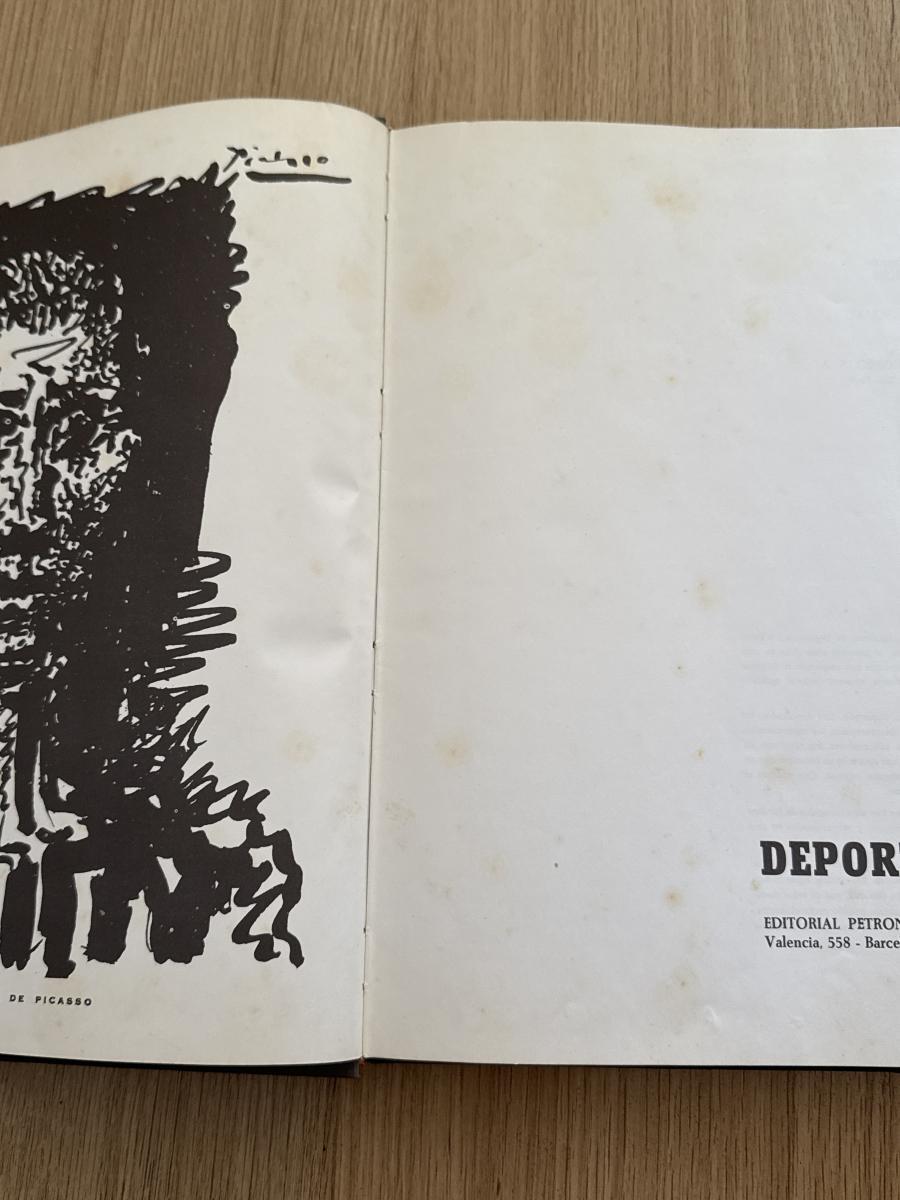 Picasso
DE PICASSO
DEPOR
EDITORIAL PETRON
Valencia, 558 - Barce